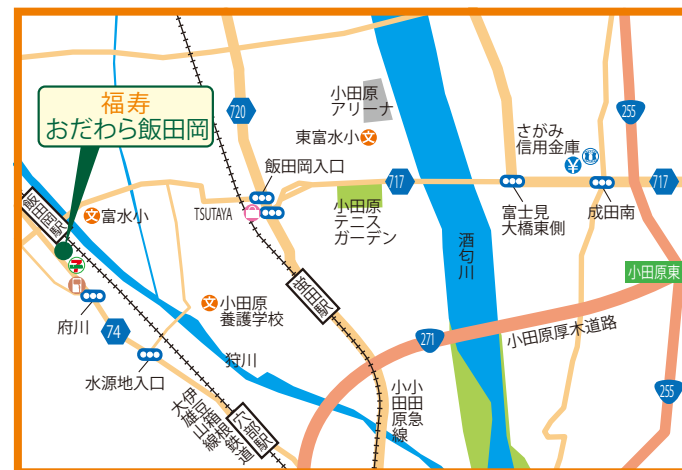 福寿
おだわら飯田岡
720
小田原
アリーナ
東富水小
文
さがみ
信用金庫
255
飯田岡入口
717
717
TSUTAYA
小田原
テニス
ガーデン
富士見
大橋東側
成田南
飯田岡駅
文
富水小
酒匂川
小田原東
7
府川
74
文
小田原
養護学校
蛍田駅
271
小田原厚木道路
水源地入口
狩川
255
伊豆箱根鉄道
大雄山線
穴部駅
小田急
小田原線